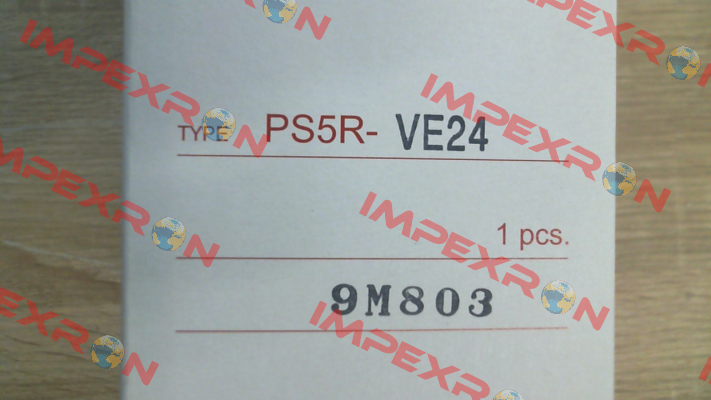 IMPEXRON
TYPE PS5R- VE24
1 pcs.
9M803